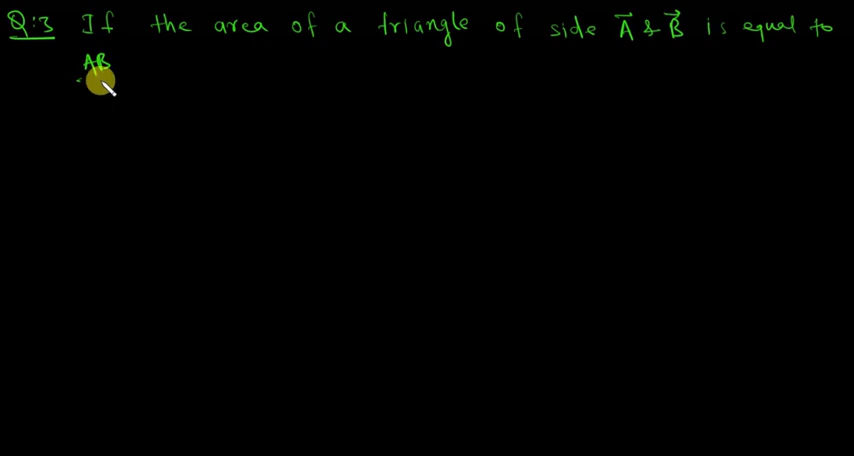 Q:3 If the area of a triangle of side A⃗ & B⃗ is equal to
AB